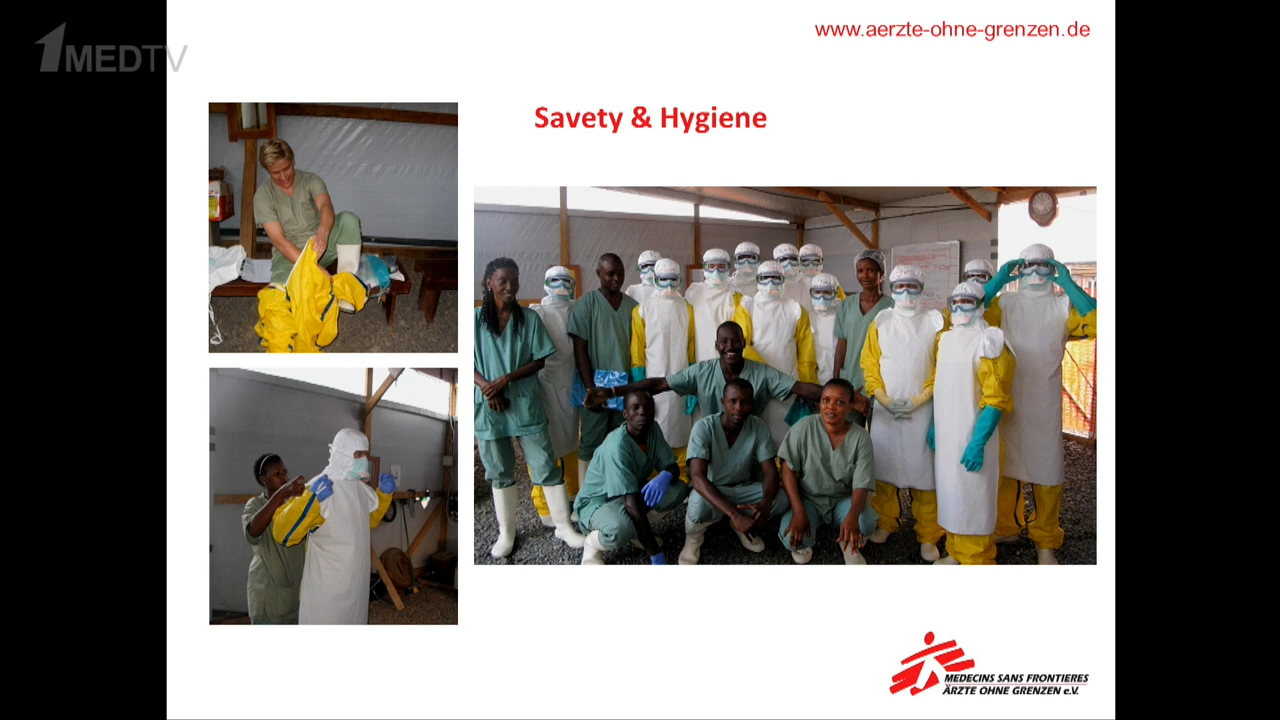 1MEDTV
www.aerzte-ohne-grenzen.de
Savety & Hygiene
MEDECINS SANS FRONTIERES
ÄRZTE OHNE GRENZEN e.V.